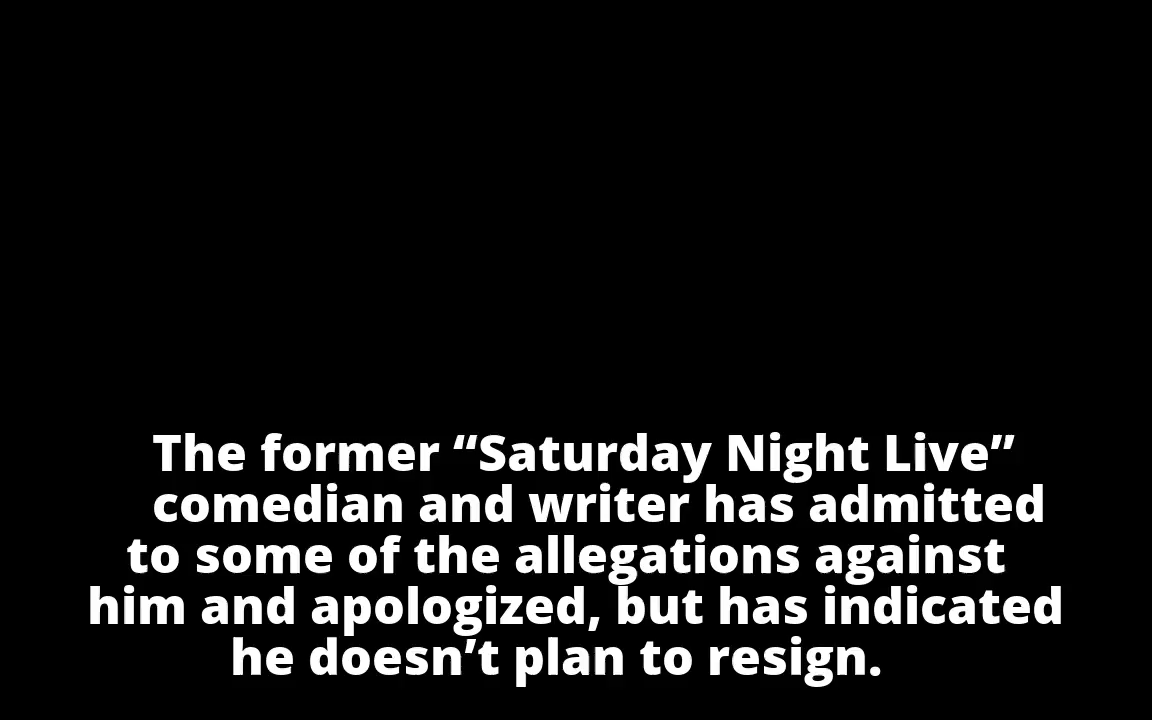 The former “Saturday Night Live”
comedian and writer has admitted
to some of the allegations against
him and apologized, but has indicated
he doesn’t plan to resign.